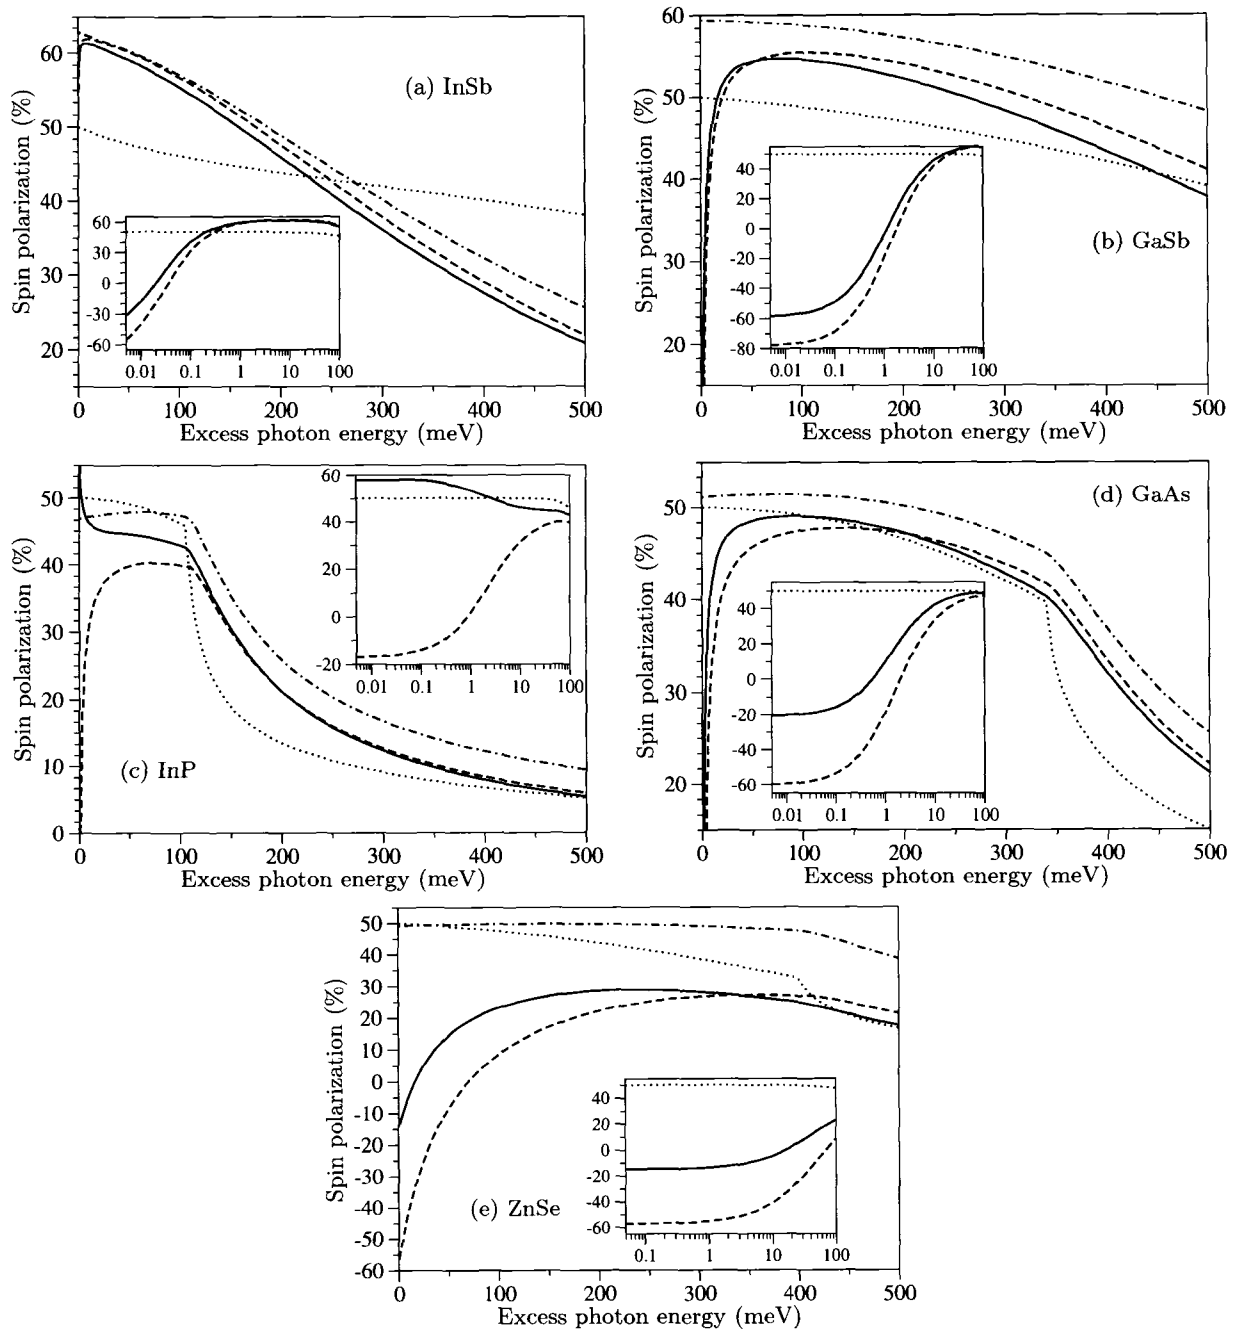 (a) InSb
Spin polarization (%)
60
50
40
30
20
60
30
0
-30
-60
0.01 0.1 1 10 100
0 100 200 300 400 500
Excess photon energy (meV)
(b) GaSb
Spin polarization (%)
60
50
40
30
20
40
20
0
-20
-40
-60
-80
0.01 0.1 1 10 100
0 100 200 300 400 500
Excess photon energy (meV)
(c) InP
Spin polarization (%)
50
40
30
20
10
0
60
40
20
0
-20
0.01 0.1 1 10 100
0 100 200 300 400 500
Excess photon energy (meV)
(d) GaAs
Spin polarization (%)
50
40
30
20
40
20
0
-20
-40
-60
0.01 0.1 1 10 100
0 100 200 300 400 500
Excess photon energy (meV)
(e) ZnSe
Spin polarization (%)
50
40
30
20
10
0
-10
-20
-30
-40
-50
-60
40
20
0
-20
-40
-60
0.1 1 10 100
0 100 200 300 400 500
Excess photon energy (meV)